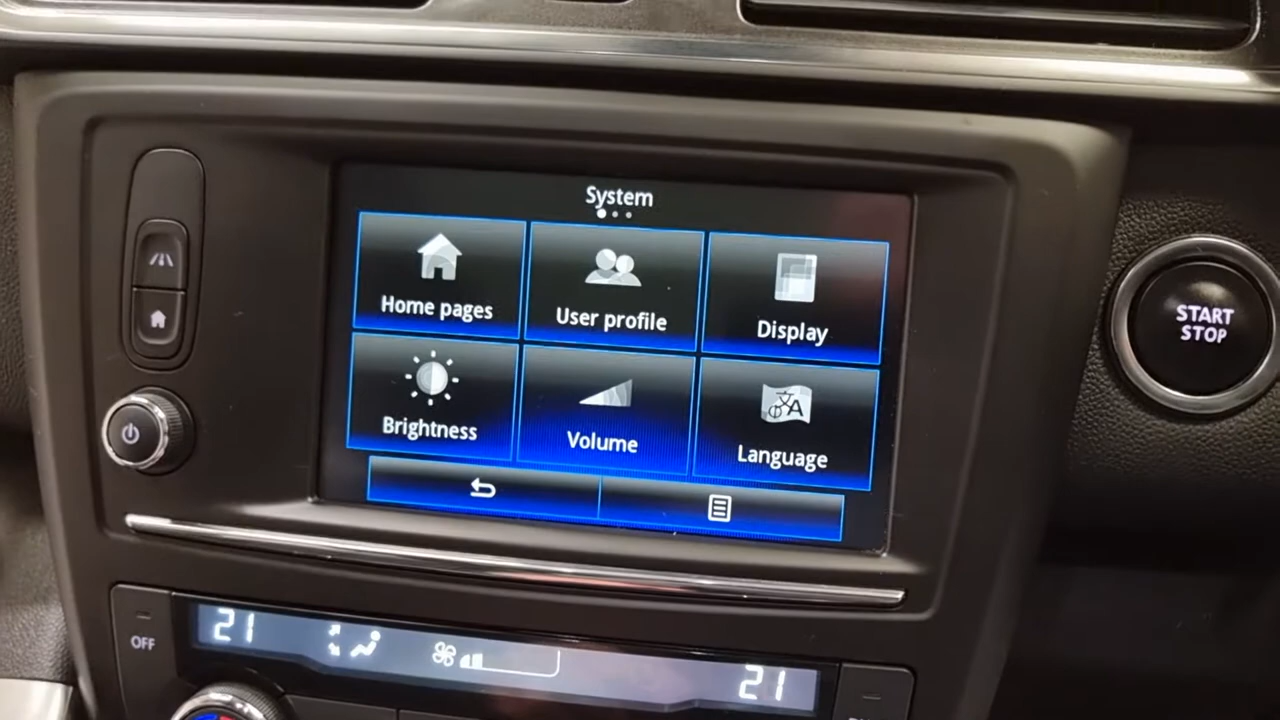 System
Home pages
User profile
Display
Brightness
Volume
Language
START
STOP
OFF
21
21